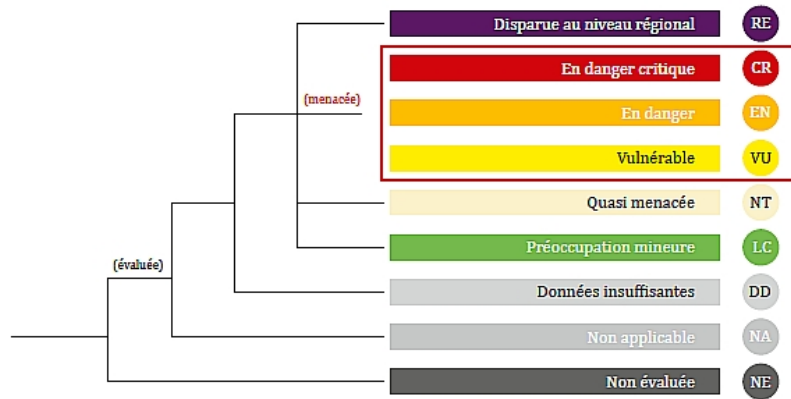 Disparue au niveau régional RE
En danger critique CR
(menacée)
En danger EN
Vulnérable VU
Quasi menacée NT
Préoccupation mineure LC
(évaluée)
Données insuffisantes DD
Non applicable NA
Non évaluée NE